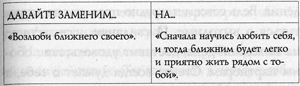 ДАВАЙТЕ ЗАМЕНИМ...
НА...
«Возлюби ближнего своего».
«Сначала научись любить себя,
и тогда ближним будет легко
и приятно жить рядом с то-
бой».